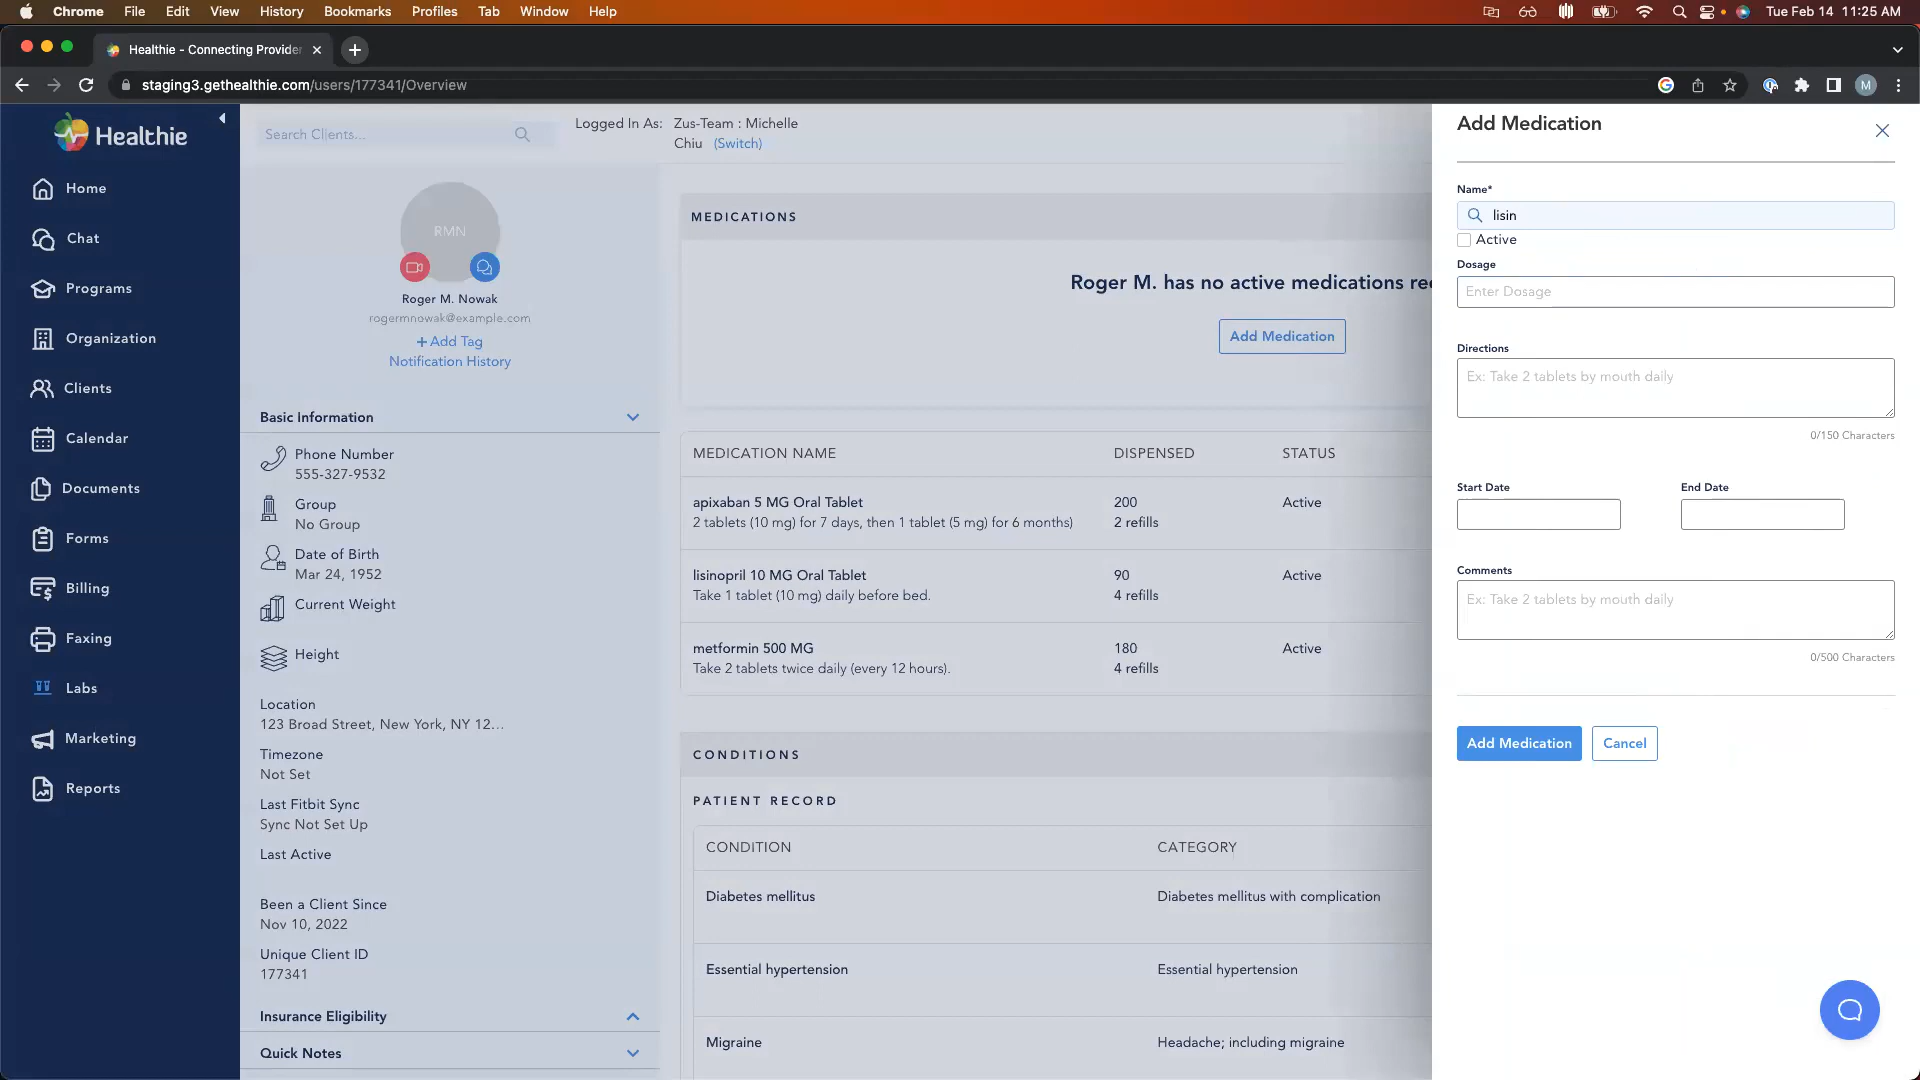 Chrome File Edit View History Bookmarks Profiles Tab Window Help
Tue Feb 14 11:25 AM
Healthie - Connecting Provider
staging3.gethealthie.com/users/177341/Overview
M
Healthie
Home
Chat
Programs
Organization
Clients
Calendar
Documents
Forms
Billing
Faxing
Labs
Marketing
Reports
Search Clients...
Logged In As: Zus-Team : Michelle
Chiu (Switch)
RMN
Roger M. Nowak
rogermnowak@example.com
+ Add Tag
Notification History
Basic Information
Phone Number
555-327-9532
Group
No Group
Date of Birth
Mar 24, 1952
Current Weight
Height
Location
123 Broad Street, New York, NY 12...
Timezone
Not Set
Last Fitbit Sync
Sync Not Set Up
Last Active
Been a Client Since
Nov 10, 2022
Unique Client ID
177341
Insurance Eligibility
Quick Notes
MEDICATIONS
Roger M. has no active medications re
Add Medication
MEDICATION NAME DISPENSED STATUS
apixaban 5 MG Oral Tablet 200 Active
2 tablets (10 mg) for 7 days, then 1 tablet (5 mg) for 6 months) 2 refills
lisinopril 10 MG Oral Tablet 90 Active
Take 1 tablet (10 mg) daily before bed. 4 refills
metformin 500 MG 180 Active
Take 2 tablets twice daily (every 12 hours). 4 refills
CONDITIONS
PATIENT RECORD
CONDITION CATEGORY
Diabetes mellitus Diabetes mellitus with complication
Essential hypertension Essential hypertension
Migraine Headache; including migraine
Add Medication
Name*
lisin
Active
Dosage
Enter Dosage
Directions
Ex: Take 2 tablets by mouth daily
0/150 Characters
Start Date End Date
Comments
Ex: Take 2 tablets by mouth daily
0/500 Characters
Add Medication Cancel